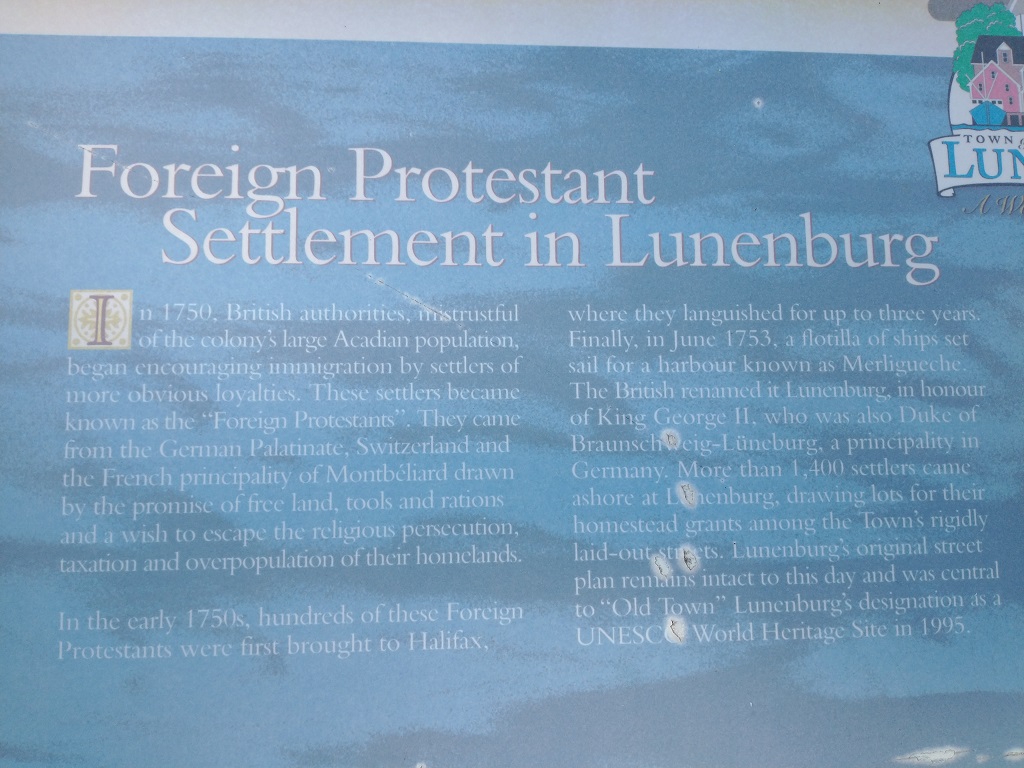 Foreign Protestant
Settlement in Lunenburg
In 1750, British authorities, mistrustful
of the colony's large Acadian population,
began encouraging immigration by settlers of
more obvious loyalties. These settlers became
known as the "Foreign Protestants". They came
from the German Palatinate, Switzerland and
the French principality of Montbéliard drawn
by the promise of free land, tools and rations
and a wish to escape the religious persecution,
taxation and overpopulation of their homelands.
In the early 1750s, hundreds of these Foreign
Protestants were first brought to Halifax,
where they languished for up to three years.
Finally, in June 1753, a flotilla of ships set
sail for a harbour known as Merligueche.
The British renamed it Lunenburg, in honour
of King George II, who was also Duke of
Braunschweig-Lüneburg, a principality in
Germany. More than 1,400 settlers came
ashore at Lunenburg, drawing lots for their
homestead grants among the Town's rigidly
laid-out streets. Lunenburg's original street
plan remains intact to this day and was central
to "Old Town" Lunenburg's designation as a
UNESCO World Heritage Site in 1995.
TOWN
LUN
A W